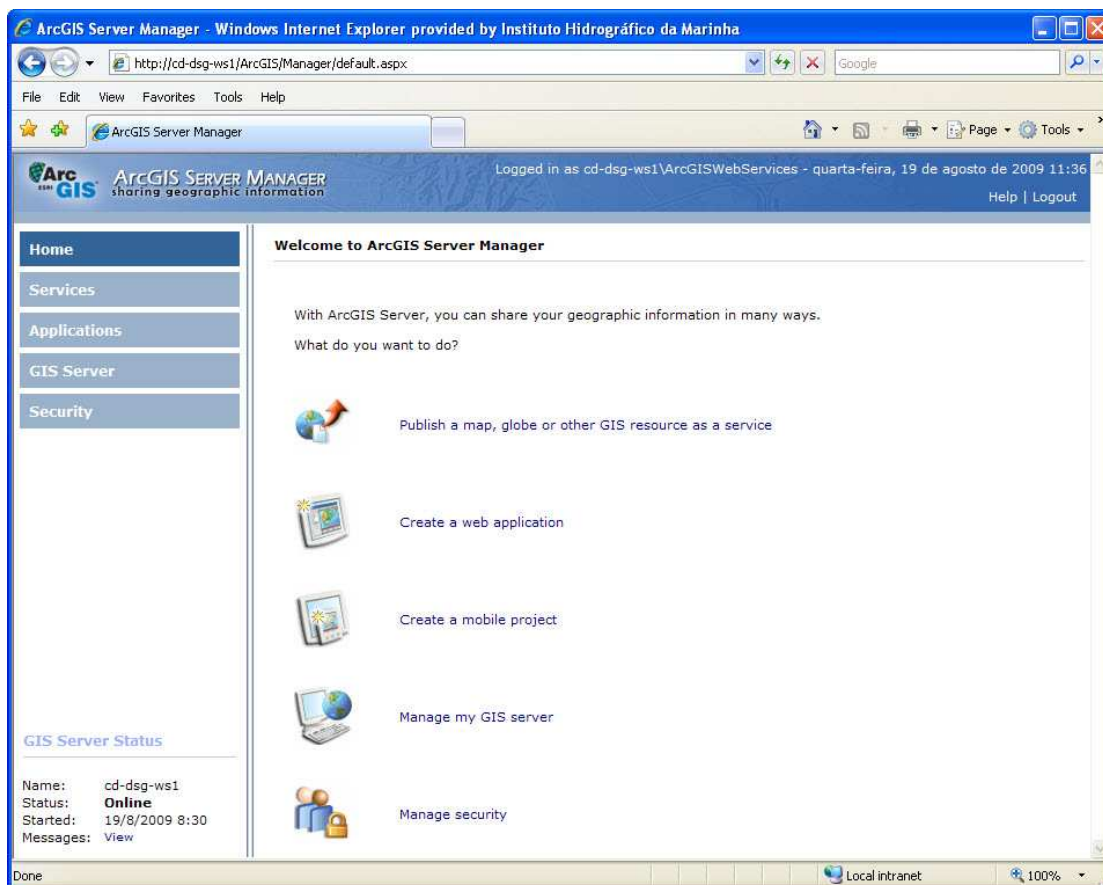 ArcGIS Server Manager - Windows Internet Explorer provided by Instituto Hidrográfico da Marinha
http://cd-dsg-ws1/ArcGIS/Manager/default.aspx
Google
File Edit View Favorites Tools Help
ArcGIS Server Manager
Page Tools
Arc GIS
ESRI
ARCGIS SERVER MANAGER
sharing geographic information
Logged in as cd-dsg-ws1\ArcGISWebServices - quarta-feira, 19 de agosto de 2009 11:36
Help | Logout
Home
Services
Applications
GIS Server
Security
Welcome to ArcGIS Server Manager
With ArcGIS Server, you can share your geographic information in many ways.
What do you want to do?
Publish a map, globe or other GIS resource as a service
Create a web application
Create a mobile project
Manage my GIS server
Manage security
GIS Server Status
Name: cd-dsg-ws1
Status: Online
Started: 19/8/2009 8:30
Messages: View
Done
Local intranet
100%